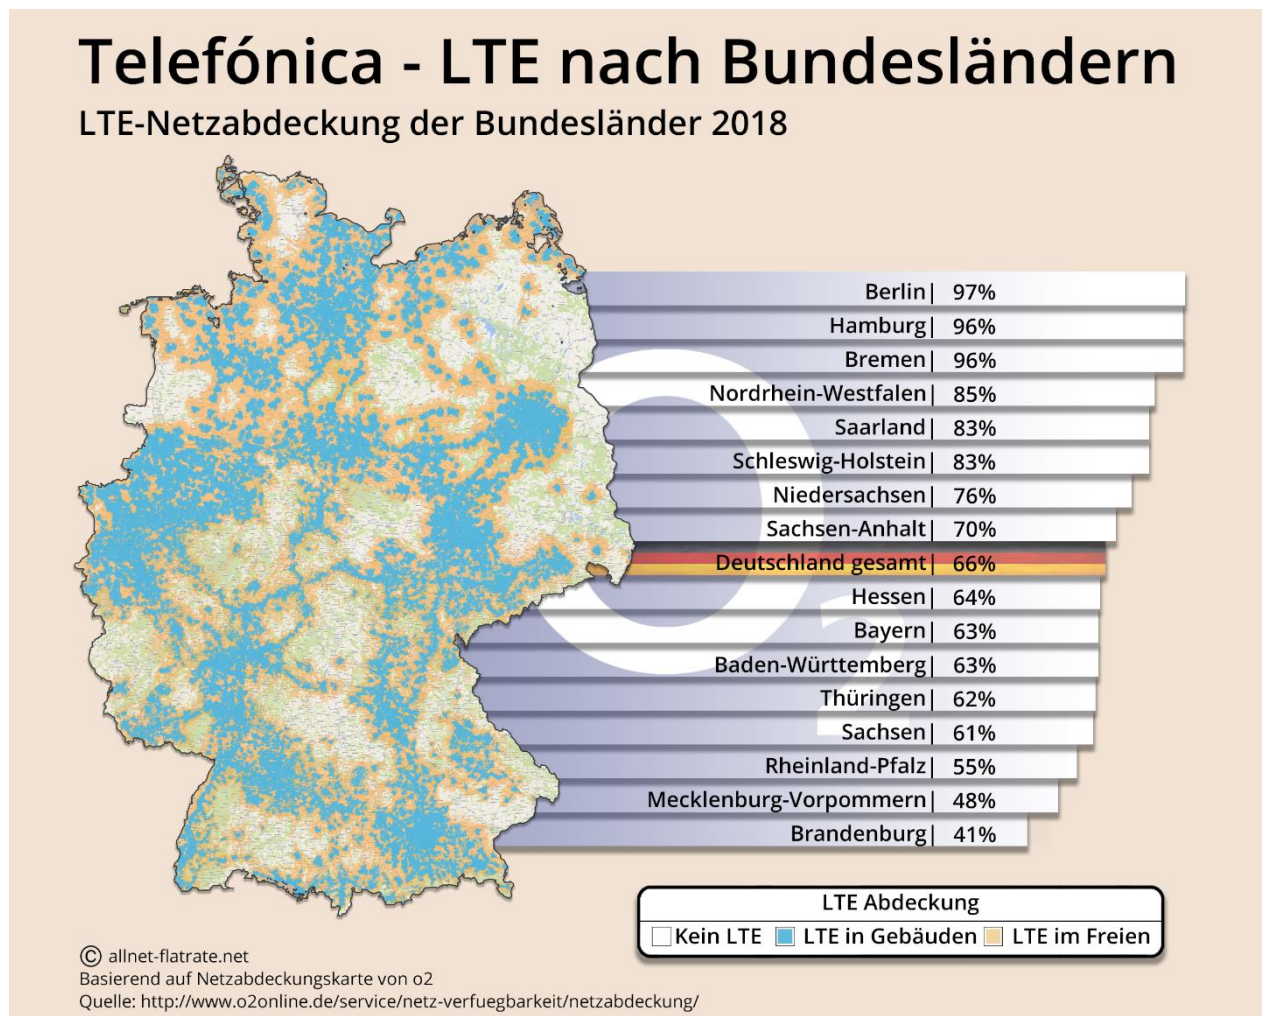 Telefónica - LTE nach Bundesländern
LTE-Netzabdeckung der Bundesländer 2018
Berlin| 97%
Hamburg| 96%
Bremen| 96%
Nordrhein-Westfalen| 85%
Saarland| 83%
Schleswig-Holstein| 83%
Niedersachsen| 76%
Sachsen-Anhalt| 70%
Deutschland gesamt| 66%
Hessen| 64%
Bayern| 63%
Baden-Württemberg| 63%
Thüringen| 62%
Sachsen| 61%
Rheinland-Pfalz| 55%
Mecklenburg-Vorpommern| 48%
Brandenburg| 41%
O2
LTE Abdeckung
Kein LTE LTE in Gebäuden LTE im Freien
© allnet-flatrate.net
Basierend auf Netzabdeckungskarte von o2
Quelle: http://www.o2online.de/service/netz-verfuegbarkeit/netzabdeckung/